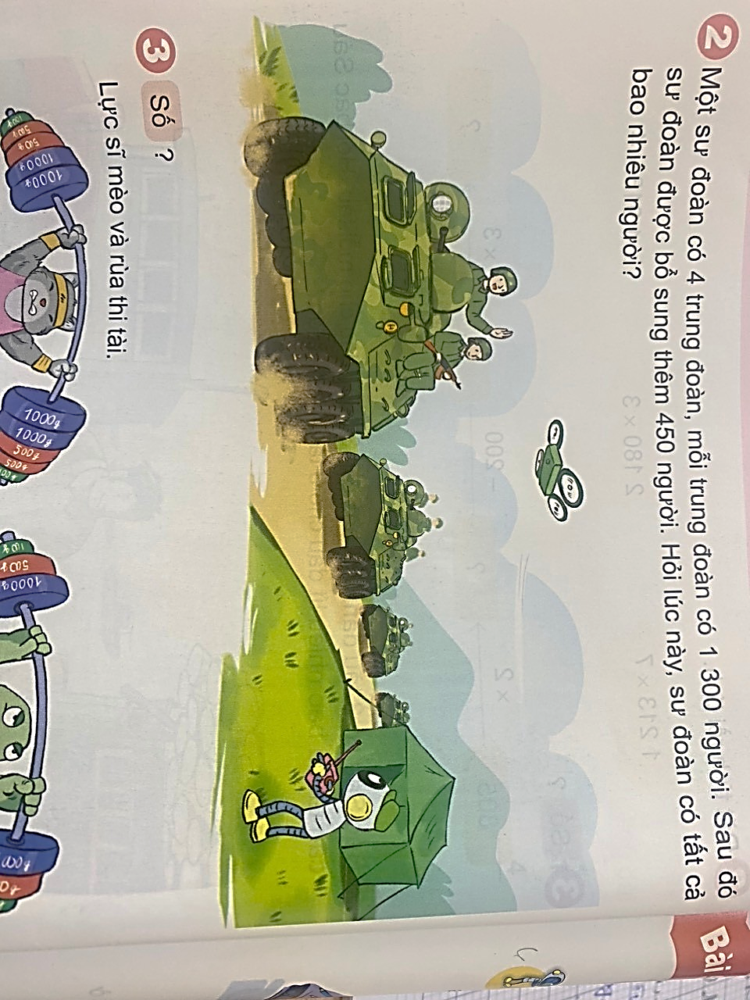 Bài
2 Một sư đoàn có 4 trung đoàn, mỗi trung đoàn có 1 300 người. Sau đó
sư đoàn được bổ sung thêm 450 người. Hỏi lúc này, sư đoàn có tất cả
bao nhiêu người?
3 Số ?
Lực sĩ mèo và rùa thi tài.
500g
500g
1000g
1000g
1000g
1000g
500g
500g
100g
100g
500g
1000g